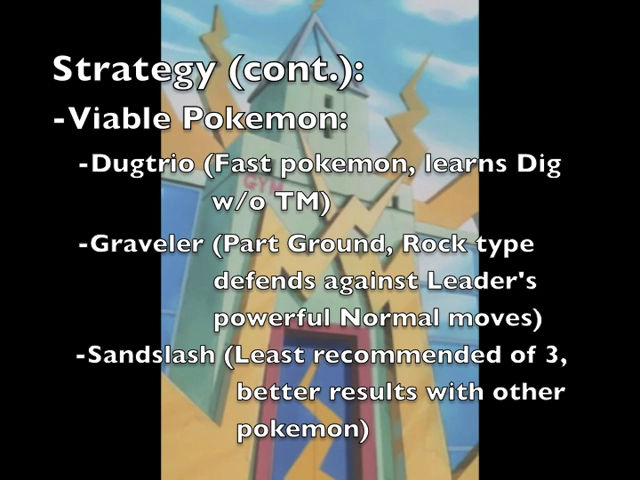 Strategy (cont.):
-Viable Pokemon:
-Dugtrio (Fast pokemon, learns Dig
GYM
w/o TM)
-Graveler (Part Ground, Rock type
defends against Leader's
powerful Normal moves)
-Sandslash (Least recommended of 3,
better results with other
pokemon)